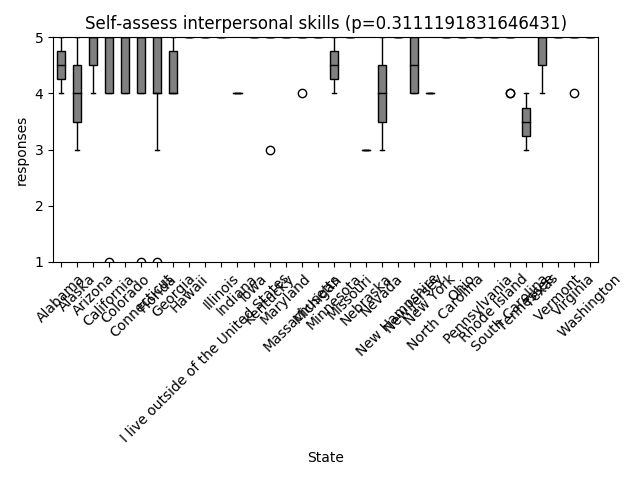 Self-assess interpersonal skills (p=0.3111191831646431)
responses
5
4
3
2
1
Alabama
Alaska
Arizona
California
Colorado
Connecticut
Florida
Georgia
Hawaii
I live outside of the United States
Illinois
Indiana
Iowa
Kentucky
Maryland
Massachusetts
Michigan
Minnesota
Missouri
Nebraska
Nevada
New Hampshire
New Jersey
New York
North Carolina
Ohio
Pennsylvania
Rhode Island
South Carolina
Tennessee
Texas
Vermont
Virginia
Washington
State